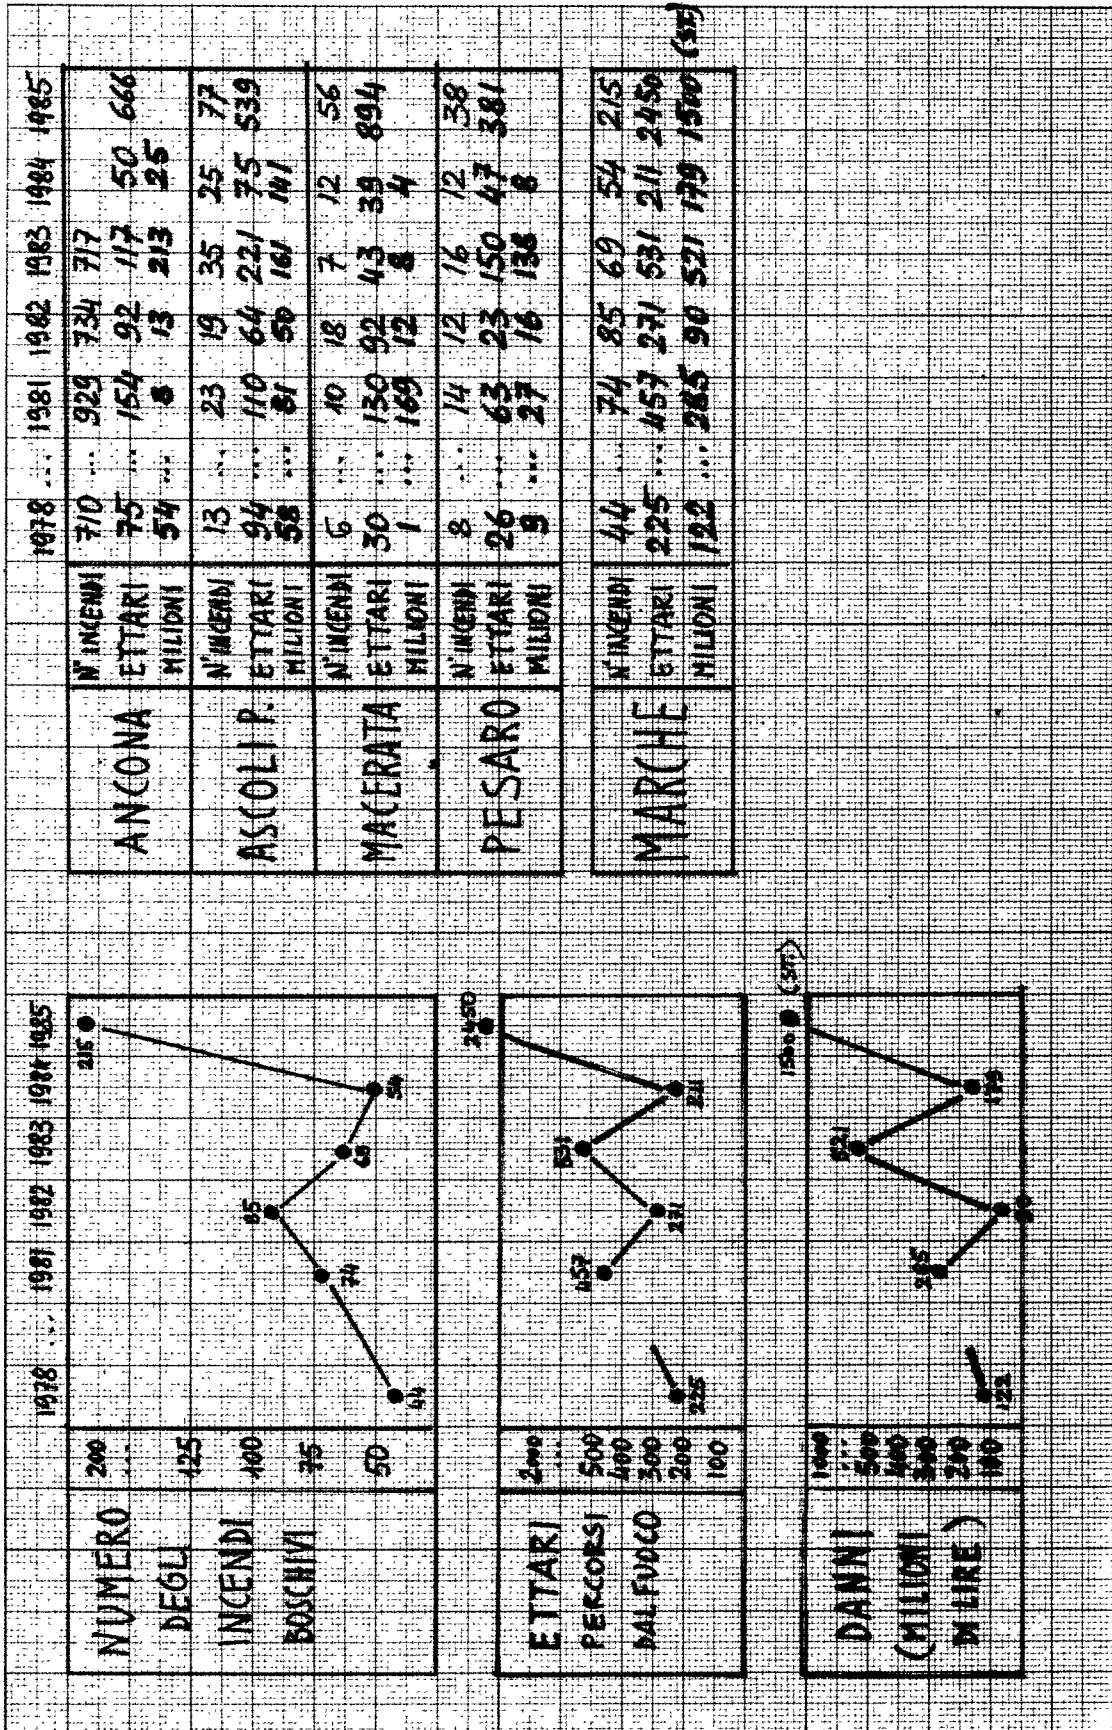 1978 ... 1981 1982 1983 1984 1985
NUMERO DEGLI INCENDI BOSCHIVI
200
...
125
100
75
50
44 74 85 54 215
ETTARI PERCORSI DAL FUOCO
2000
...
500
400
300
200
100
225 457 271 531 211 2450
DANNI (MILIONI DI LIRE)
1000
...
500
400
300
200
100
122 285 90 521 179 1500 (ST.)
1978 ... 1981 1982 1983 1984 1985
ANCONA
N°INCENDI 710 ... 929 734 717
ETTARI 75 ... 154 92 117 50 666
MILIONI 54 ... 8 13 213 25
ASCOLI P.
N°INCENDI 13 ... 23 19 35 25 77
ETTARI 94 ... 110 64 221 75 539
MILIONI 58 ... 81 50 161 141
MACERATA
N°INCENDI 6 ... 10 18 7 12 56
ETTARI 30 ... 130 92 43 39 894
MILIONI 1 ... 169 12 8 4
PESARO
N°INCENDI 8 ... 14 12 16 12 38
ETTARI 26 ... 63 23 150 47 381
MILIONI 9 ... 27 16 138 8
MARCHE
N°INCENDI 44 ... 74 85 69 54 215
ETTARI 225 ... 457 271 531 211 2450
MILIONI 122 ... 285 90 521 179 1500 (ST.)